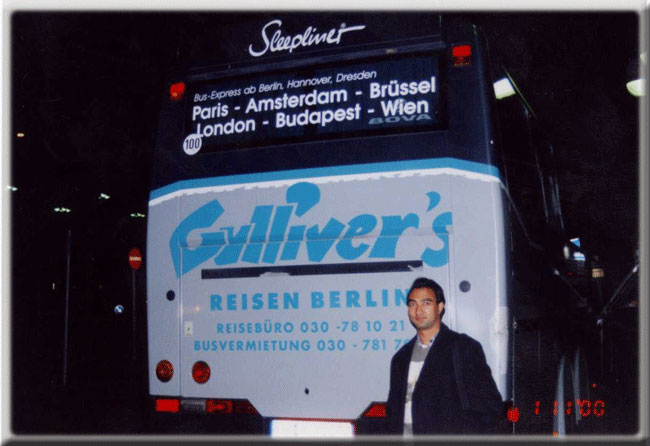 Sleepliner
Bus-Express ab Berlin, Hannover, Dresden
Paris - Amsterdam - Brüssel
London - Budapest - Wien
BOVA
100
Gulliver's
REISEN BERLIN
REISEBÜRO 030 -78 10 21
BUSVERMIETUNG 030 - 781
1 11'00